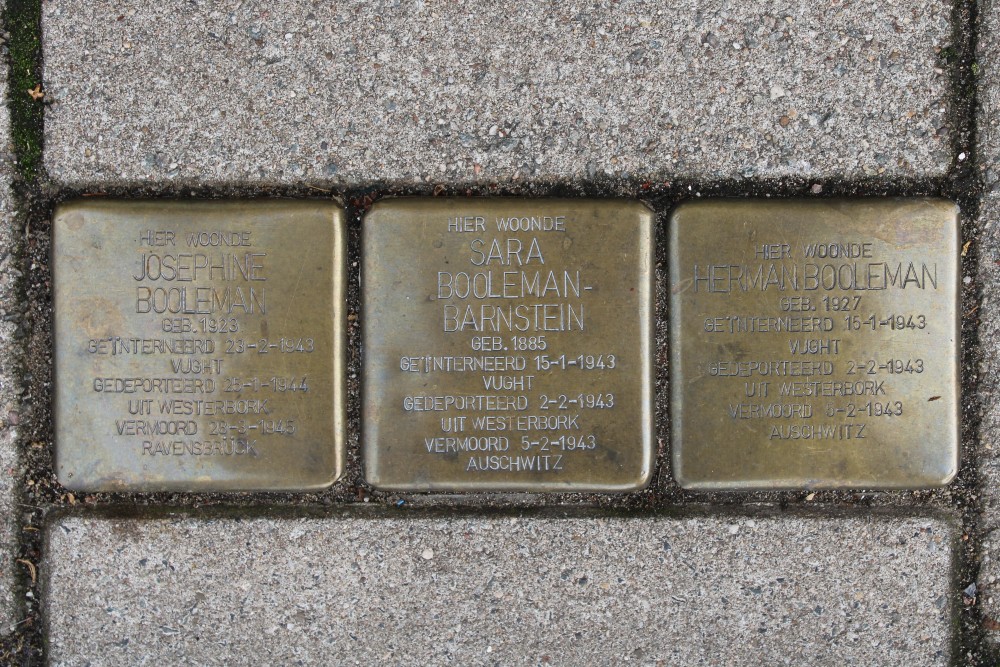 HIER WOONDE
JOSEPHINE
BOOLEMAN
GEB. 1923
GEÏNTERNEERD 23-2-1943
VUGHT
GEDEPORTEERD 25-1-1944
UIT WESTERBORK
VERMOORD 28-3-1945
RAVENSBRÜCK
HIER WOONDE
SARA
BOOLEMAN-
BARNSTEIN
GEB. 1885
GEÏNTERNEERD 15-1-1943
VUGHT
GEDEPORTEERD 2-2-1943
UIT WESTERBORK
VERMOORD 5-2-1943
AUSCHWITZ
HIER WOONDE
HERMAN BOOLEMAN
GEB. 1927
GEÏNTERNEERD 15-1-1943
VUGHT
GEDEPORTEERD 2-2-1943
UIT WESTERBORK
VERMOORD 5-2-1943
AUSCHWITZ